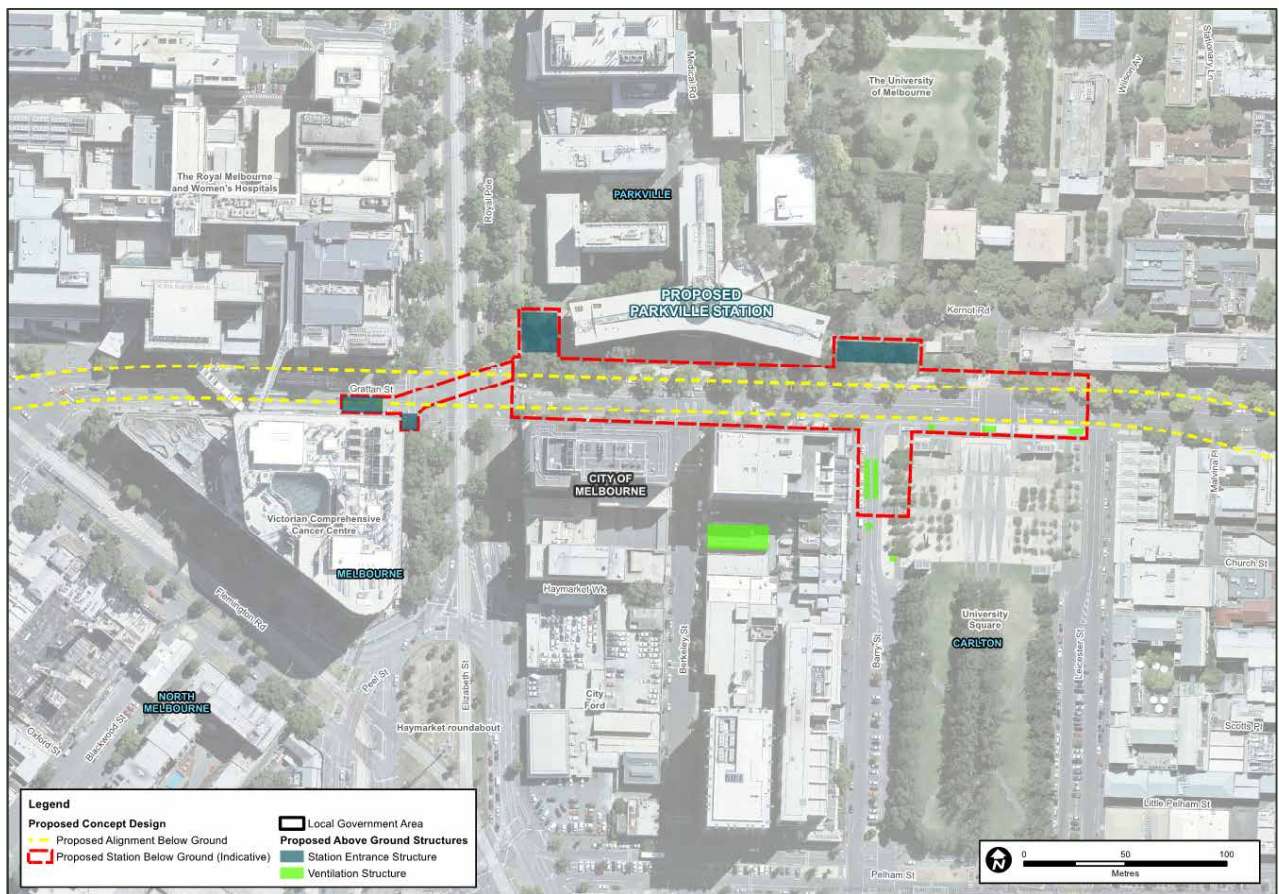 Medical Rd
Wilson Av
Stationary Ln
The University
of Melbourne
The Royal Melbourne
and Women's Hospitals
Royal Pde
PARKVILLE
PROPOSED
PARKVILLE STATION
Kernot Rd
Grattan St
CITY OF
MELBOURNE
Malvina Pl
Victorian Comprehensive
Cancer Centre
MELBOURNE
Flemington Rd
Haymarket Wk
Church St
University
Square
CARLTON
Berkeley St
Barry St
Leicester St
Peel St
Elizabeth St
NORTH
MELBOURNE
City
Ford
Haymarket roundabout
Oxford St
Blackwood St
Scotts Pl
Little Pelham St
Pelham St
Legend
Proposed Concept Design
Proposed Alignment Below Ground
Proposed Station Below Ground (Indicative)
Local Government Area
Proposed Above Ground Structures
Station Entrance Structure
Ventilation Structure
N
0 50 100
Metres